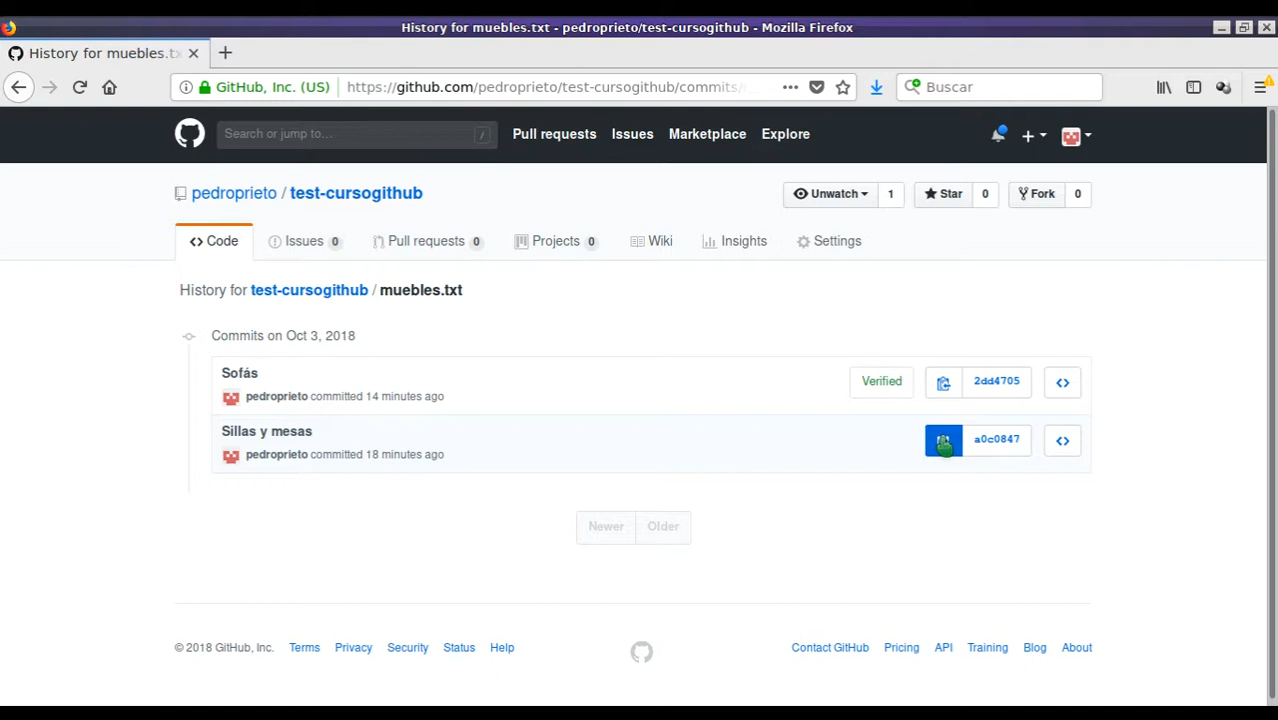 History for muebles.txt - pedroprieto/test-cursogithub - Mozilla Firefox
History for muebles.tx
GitHub, Inc. (US) https://github.com/pedroprieto/test-cursogithub/commits/ Buscar
Search or jump to… / Pull requests Issues Marketplace Explore
pedroprieto / test-cursogithub Unwatch 1 Star 0 Fork 0
Code Issues 0 Pull requests 0 Projects 0 Wiki Insights Settings
History for test-cursogithub / muebles.txt
Commits on Oct 3, 2018
Sofás
pedroprieto committed 14 minutes ago Verified 2dd4705
Sillas y mesas
pedroprieto committed 18 minutes ago a0c0847
Newer Older
© 2018 GitHub, Inc. Terms Privacy Security Status Help Contact GitHub Pricing API Training Blog About